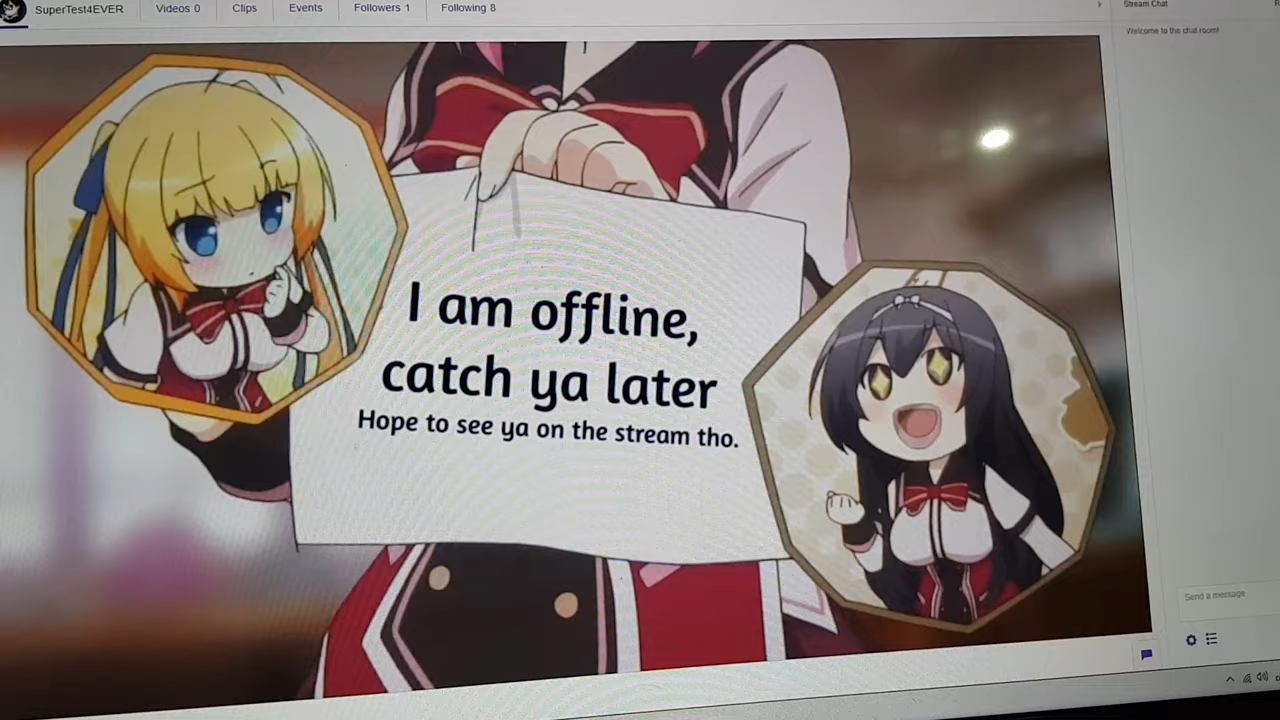 SuperTest4EVER Videos 0 Clips Events Followers 1 Following 8
Stream Chat
Welcome to the chat room!
I am offline,
catch ya later
Hope to see ya on the stream tho.
Send a message